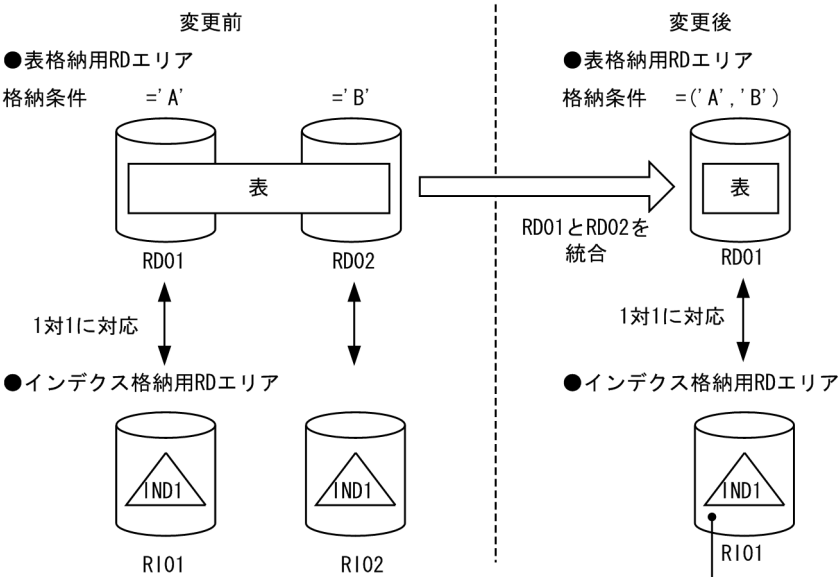 変更前
●表格納用RDエリア
格納条件 ='A' ='B'
表
RD01 RD02
1対1に対応
●インデクス格納用RDエリア
IND1 IND1
RI01 RI02
RD01とRD02を
統合
変更後
●表格納用RDエリア
格納条件 =('A','B')
表
RD01
1対1に対応
●インデクス格納用RDエリア
IND1
RI01